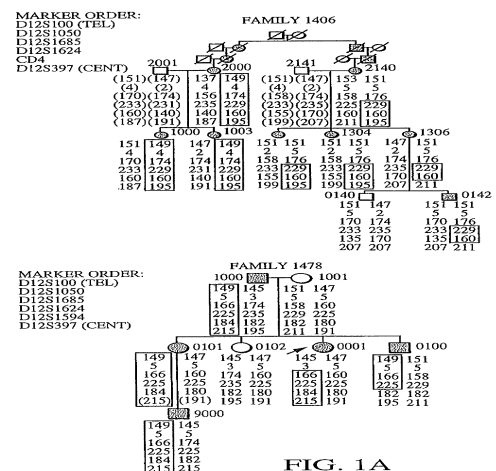 MARKER ORDER: FAMILY 1406
D12S100 (TEL)
D12S1050
D12S1685
D12S1624
CD4
D12S397 (CENT)
2001 2000 2141 2140
(151) (147) 137 149 (151) (147) 153 151
(4) (2) 4 4 (4) (2) 5 5
(170) (174) 156 174 (158) (174) 158 176
(233) (231) 235 229 (233) (235) 225 229
(160) (140) 140 160 (155) (170) 160 160
(187) (191) 187 195 (199) (207) 211 195
1000 1003 1304 1306
151 149 147 149 151 151 151 151 147 151
4 4 2 4 2 5 2 5 2 5
170 174 174 174 158 176 158 176 174 176
233 229 231 229 233 229 233 229 235 229
160 160 140 160 155 160 155 160 170 160
187 195 191 195 199 195 199 195 207 211
0140 0142
151 147 151 151
5 2 5 5
170 174 170 176
233 235 233 229
135 170 135 160
207 207 207 211
FAMILY 1478
MARKER ORDER:
D12S100 (TEL)
D12S1050
D12S1685
D12S1624
D12S1594
D12S397 (CENT)
1000 1001
149 145 151 147
5 3 5 5
166 174 158 160
225 235 229 225
184 182 182 180
215 195 211 191
0101 0102 0001 0100
149 147 145 147 145 147 149 151
5 5 3 5 3 5 5 5
166 160 174 160 166 160 166 158
225 225 235 225 225 225 225 229
184 180 182 180 184 180 182 182
(215) (191) 195 191 215 191 195 211
9000
149 145
5 5
166 174
225 225
184 182
215 215
FIG. 1A